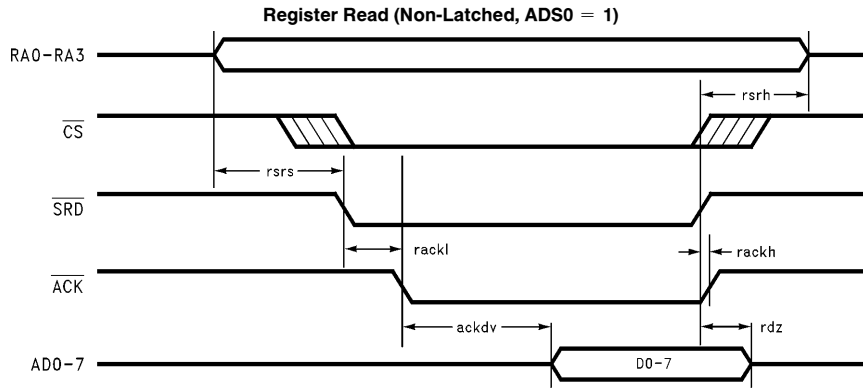 Register Read (Non-Latched, ADS0 = 1)
RA0-RA3
rsrh
CS
rsrs
SRD
rackl
rackh
ACK
ackdv
rdz
AD0-7
D0-7